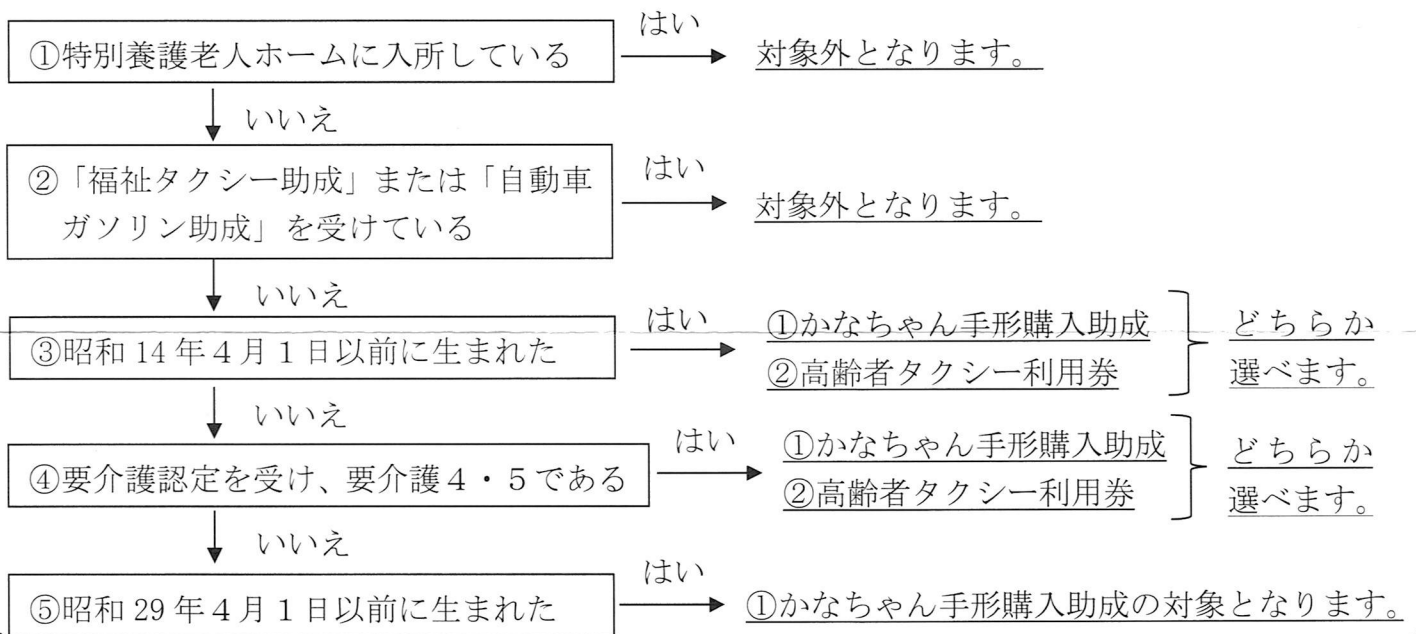 ①特別養護老人ホームに入所している
はい
対象外となります。
いいえ
②「福祉タクシー助成」または「自動車
ガソリン助成」を受けている
はい
対象外となります。
いいえ
③昭和 14 年４月１日以前に生まれた
はい
①かなちゃん手形購入助成
②高齢者タクシー利用券
どちらか
選べます。
いいえ
④要介護認定を受け、要介護４・５である
はい
①かなちゃん手形購入助成
②高齢者タクシー利用券
どちらか
選べます。
いいえ
⑤昭和 29 年４月１日以前に生まれた
はい
①かなちゃん手形購入助成の対象となります。